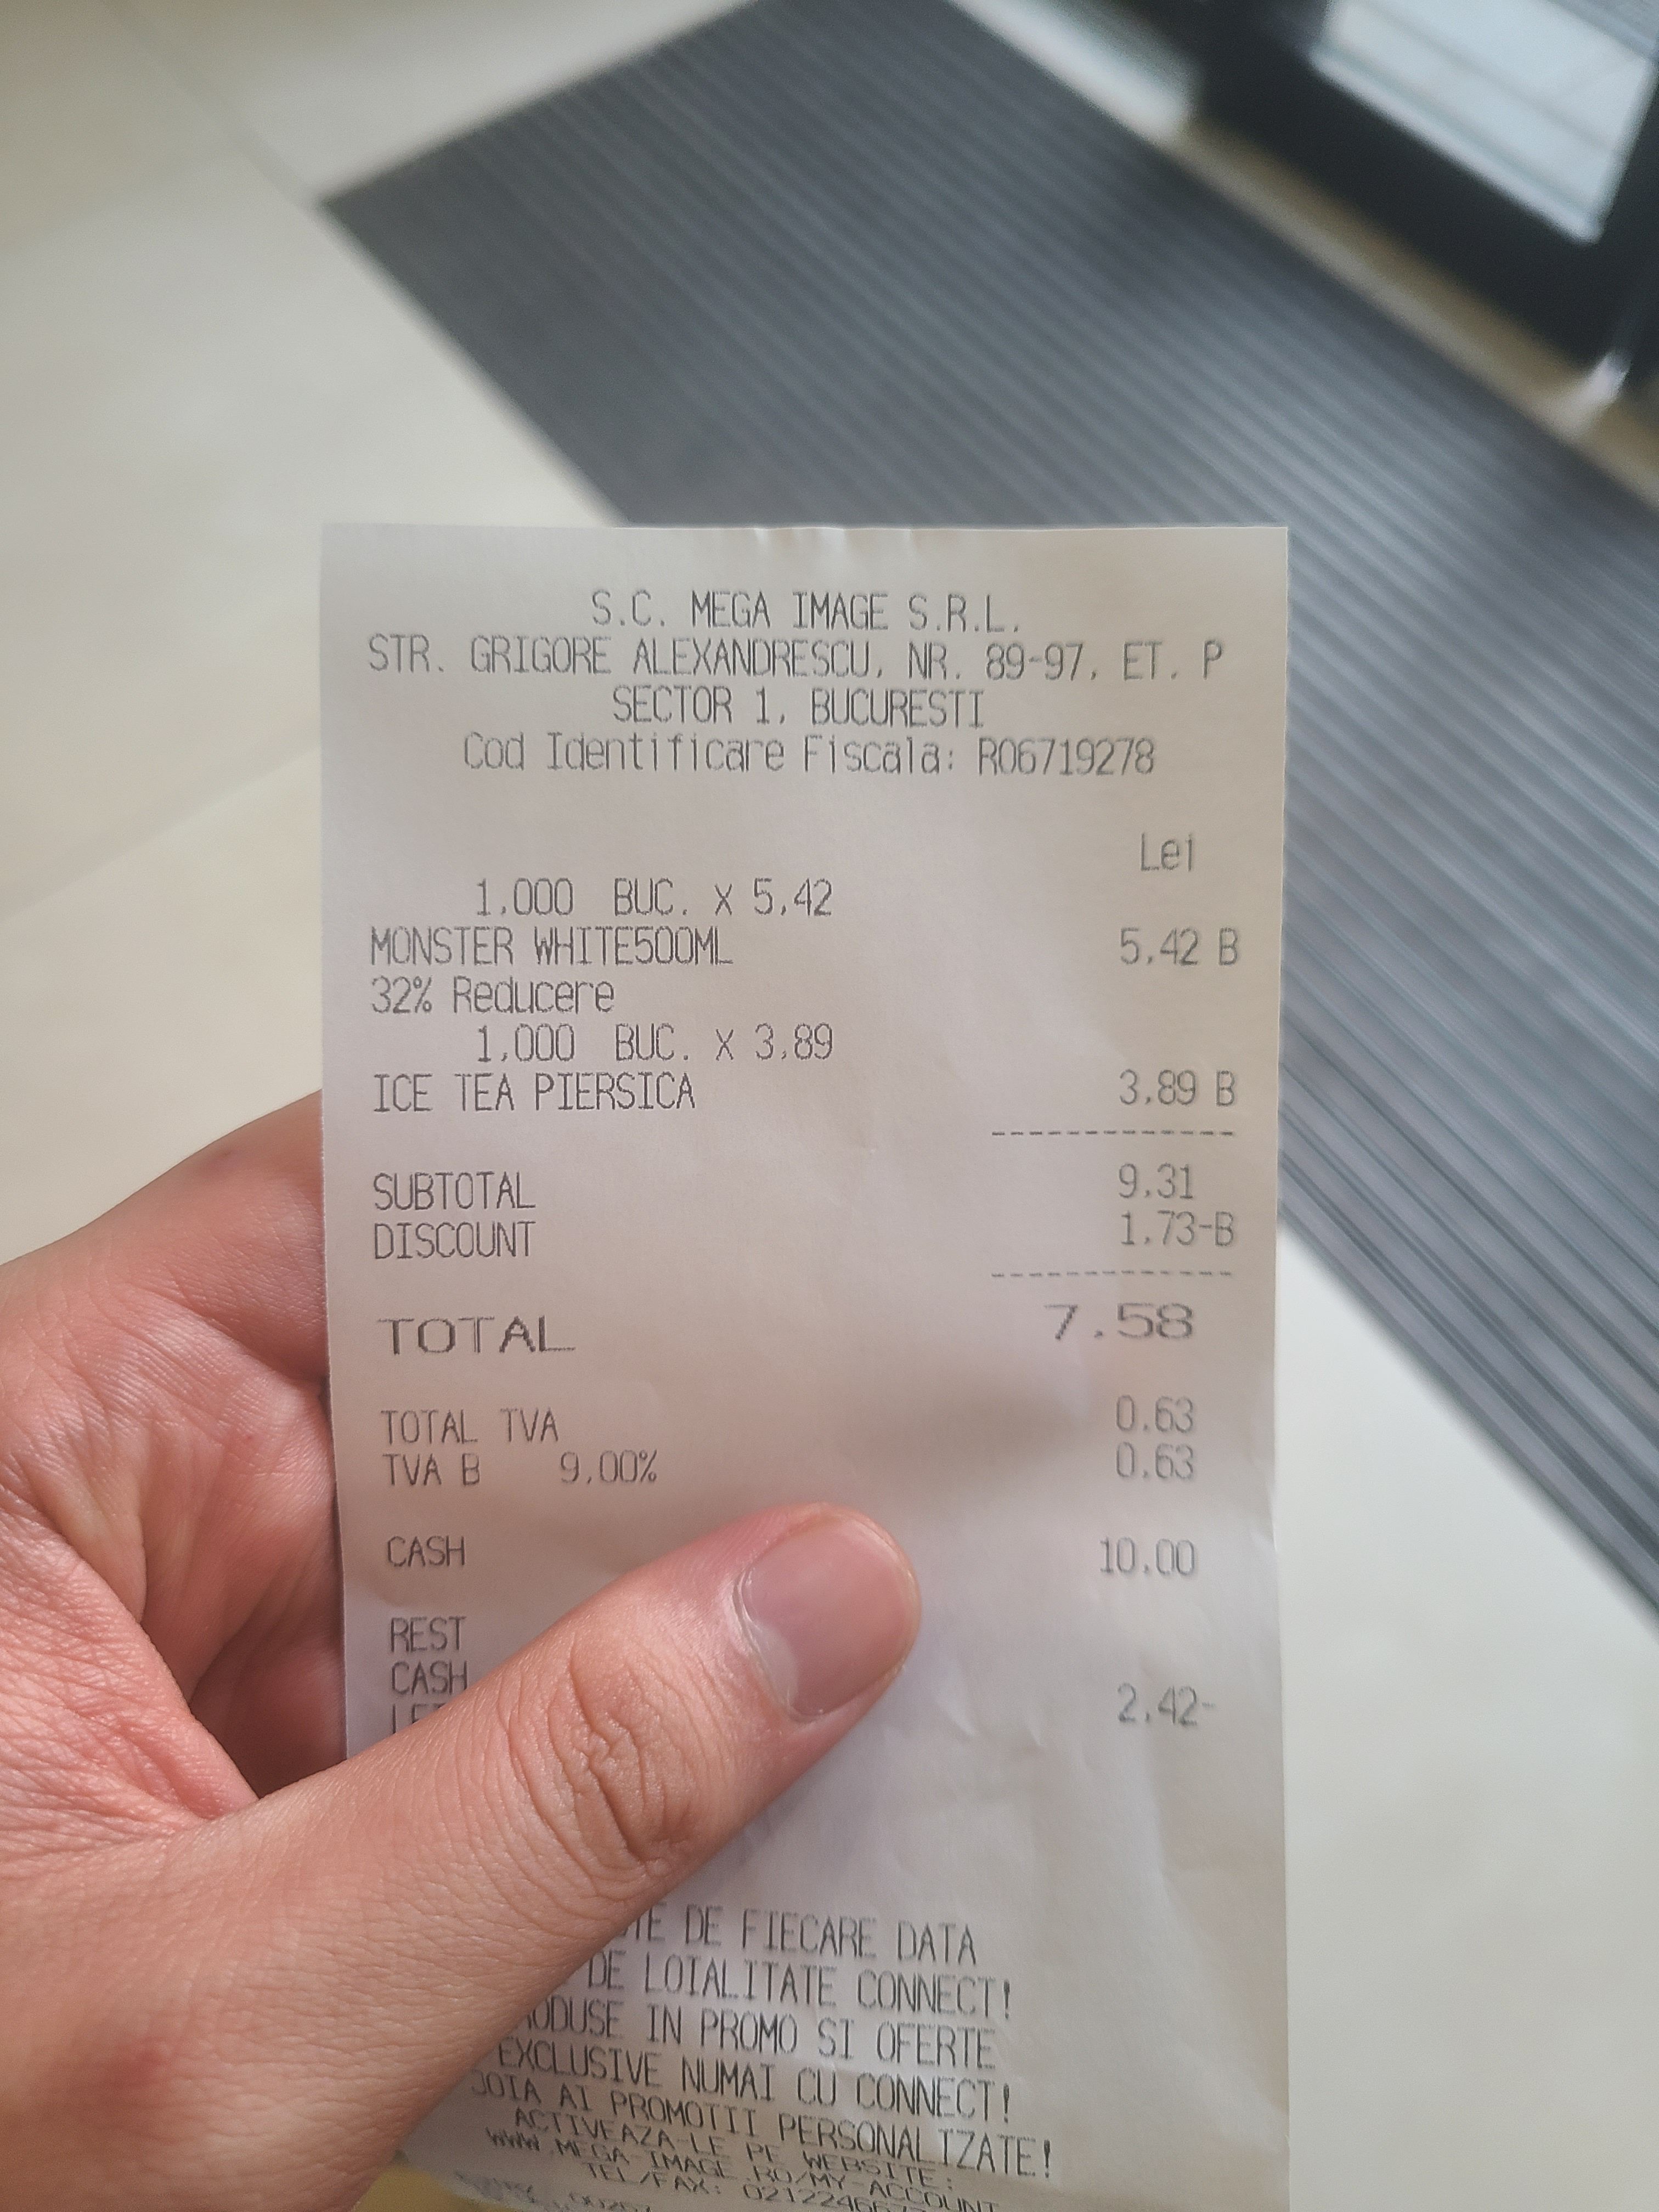 S.C. MEGA IMAGE S.R.L.
STR. GRIGORE ALEXANDRESCU, NR. 89-97, ET. P
SECTOR 1, BUCURESTI
Cod Identificare Fiscala: RO6719278
Lei
1,000 BUC. X 5,42
MONSTER WHITE500ML 5,42 B
32% Reducere
1,000 BUC. X 3,89
ICE TEA PIERSICA 3,89 B
SUBTOTAL 9.31
DISCOUNT 1.73-B
TOTAL 7.58
TOTAL TVA 0.63
TVA B 9,00% 0.63
CASH 10.00
REST
CASH
2.42-
DE FIECARE DATA
DE LOIALITATE CONNECT!
IN PROMO SI OFERTE
EXCLUSIVE NUMAI CU CONNECT!
JOIA AI PROMOTII PERSONALIZATE!
ACTIVEAZA-LE PE WEBSITE:
WWW.MEGA-IMAGE.RO/MY-ACCOUNT
TEL/FAX: